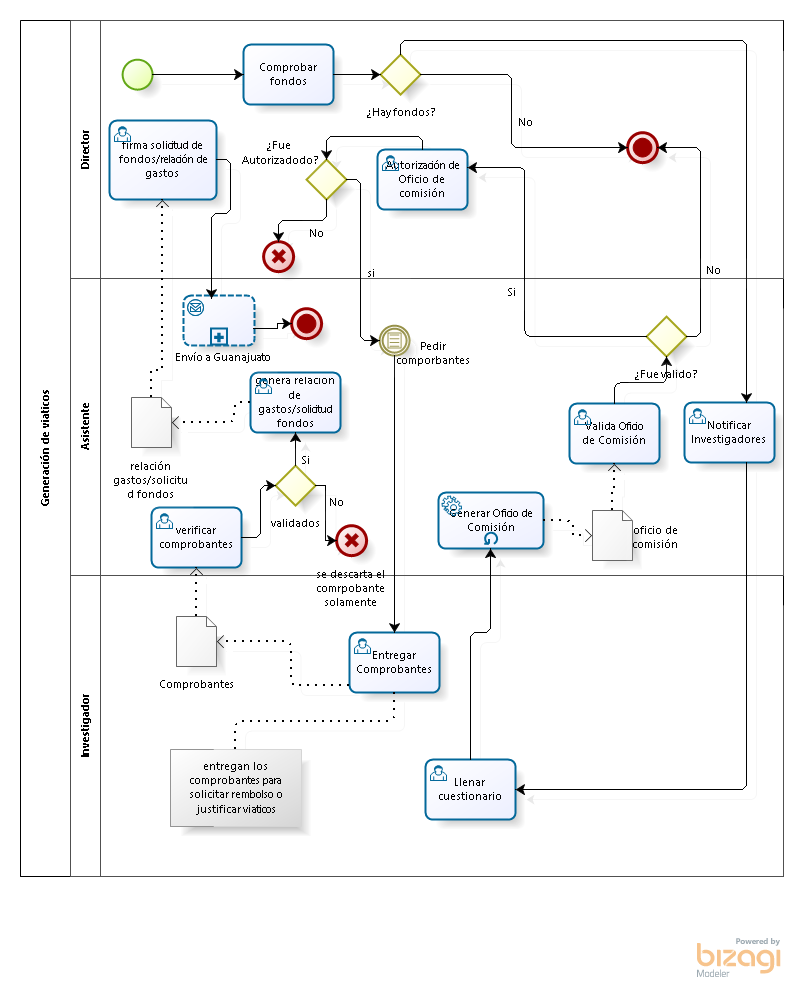 Generación de viaticos
Director
Comprobar
fondos
¿Hay fondos?
No
firma solicitud de
fondos/relación de
gastos
¿Fue
Autorizadodo?
Autorización de
Oficio de
comisión
No
si
Si
No
Asistente
Envío a Guanajuato
Pedir
comporbantes
¿Fue valido?
genera relacion
de
gastos/solicitud
fondos
Valida Oficio
de Comisión
Notificar
Investigadores
relación
gastos/solicitu
d fondos
Si
No
validados
verificar
comprobantes
Generar Oficio de
Comisión
oficio de
comisión
se descarta el
comrpobante
solamente
Investigador
Comprobantes
Entregar
Comprobantes
entregan los
comprobantes para
solicitar rembolso o
justificar viaticos
Llenar
cuestionario
Powered by
bizagi
Modeler